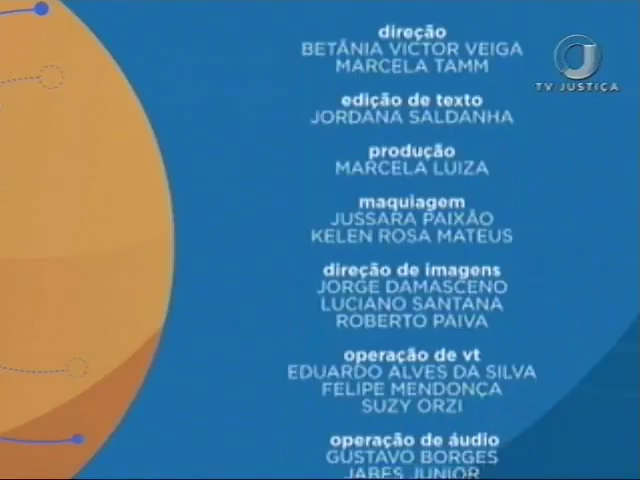 direção
BETÂNIA VICTOR VEIGA
MARCELA TAMM
TV JUSTIÇA
edição de texto
JORDANA SALDANHA
produção
MARCELA LUIZA
maquiagem
JUSSARA PAIXÃO
KELEN ROSA MATEUS
direção de imagens
JORGE DAMASCENO
LUCIANO SANTANA
ROBERTO PAIVA
operação de vt
EDUARDO ALVES DA SILVA
FELIPE MENDONÇA
SUZY ORZI
operação de áudio
GUSTAVO BORGES
JABES JUNIOR